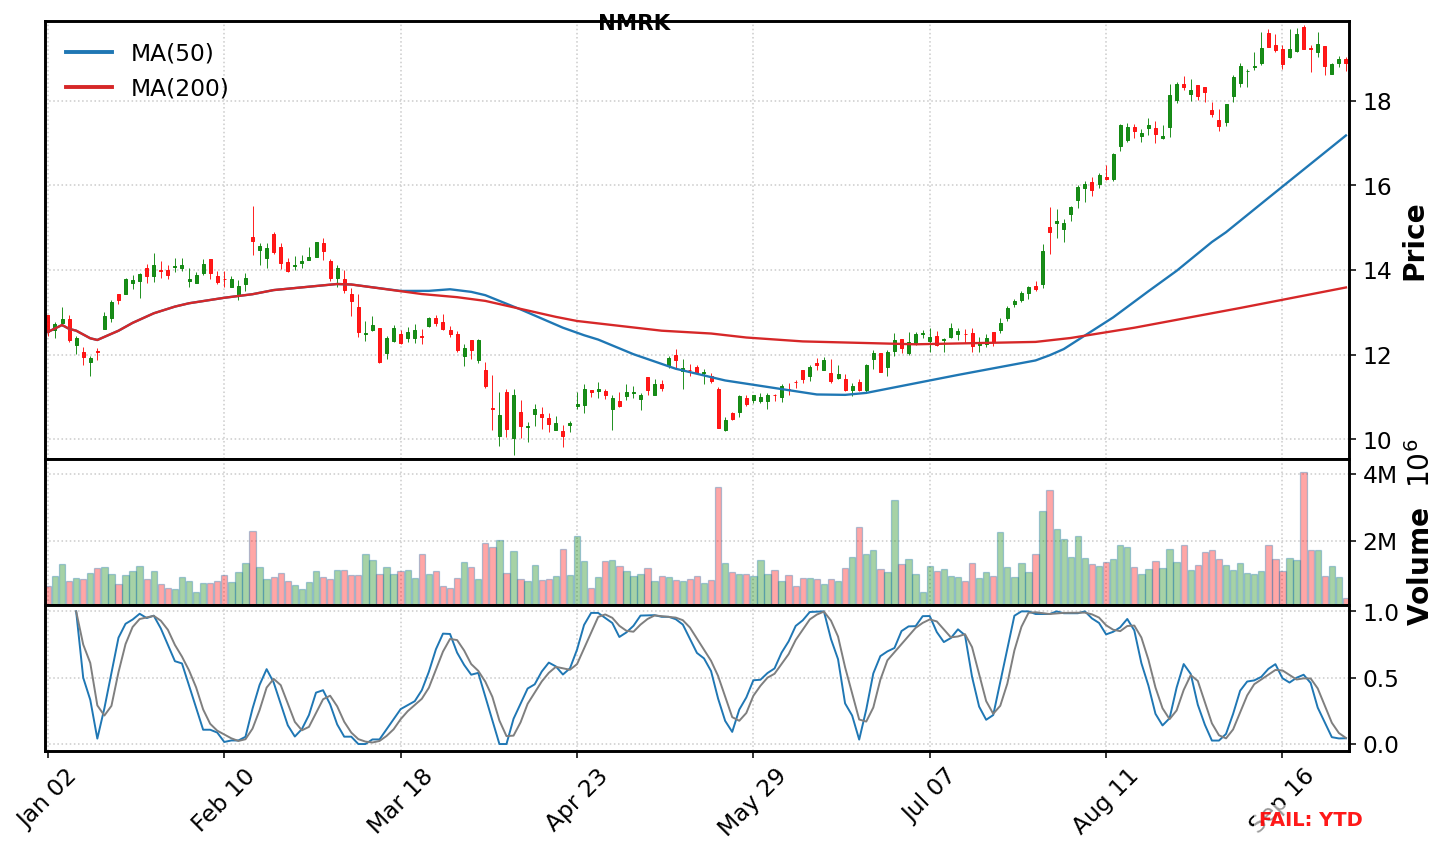 NMRK
MA(50)
MA(200)
18
16
14
12
10
Price
4M
2M
Volume 10⁶
1.0
0.5
0.0
Jan 02
Feb 10
Mar 18
Apr 23
May 29
Jul 07
Aug 11
Sep 16
FAIL: YTD